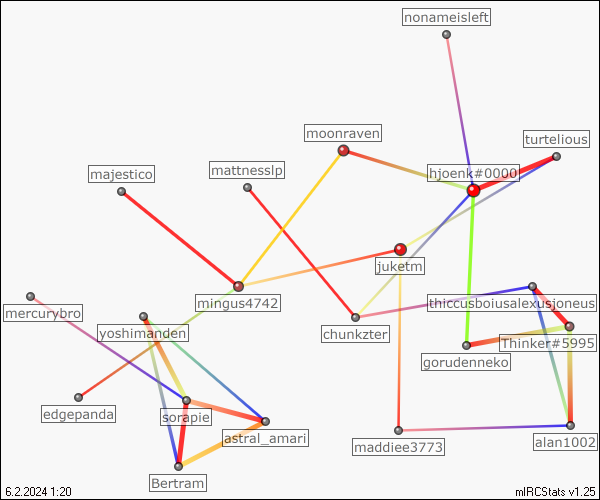 nonameisleft
moonraven
turtelious
majestico
mattnesslp
hjoenk#0000
juketm
mingus4742
thiccusboiusalexusjoneus
mercurybro
yoshimanden
chunkzter
Thinker#5995
gorudenneko
edgepanda
sorapie
astral_amari
maddiee3773
alan1002
Bertram
6.2.2024 1:20
mIRCStats v1.25